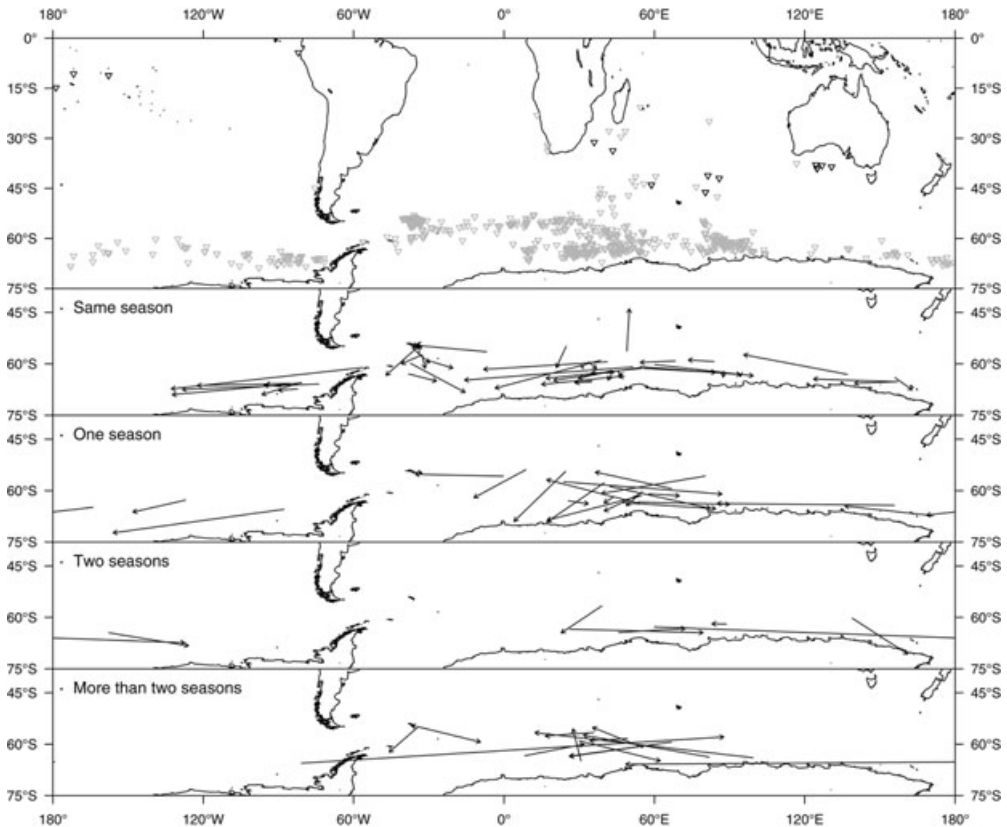 180° 120°W 60°W 0° 60°E 120°E 180°
0° 0°
15°S 15°S
30°S 30°S
45°S 45°S
60°S 60°S
75°S 75°S
Same season
45°S 45°S
60°S 60°S
75°S 75°S
One season
45°S 45°S
60°S 60°S
75°S 75°S
Two seasons
45°S 45°S
60°S 60°S
75°S 75°S
More than two seasons
45°S 45°S
60°S 60°S
75°S 75°S
180° 120°W 60°W 0° 60°E 120°E 180°